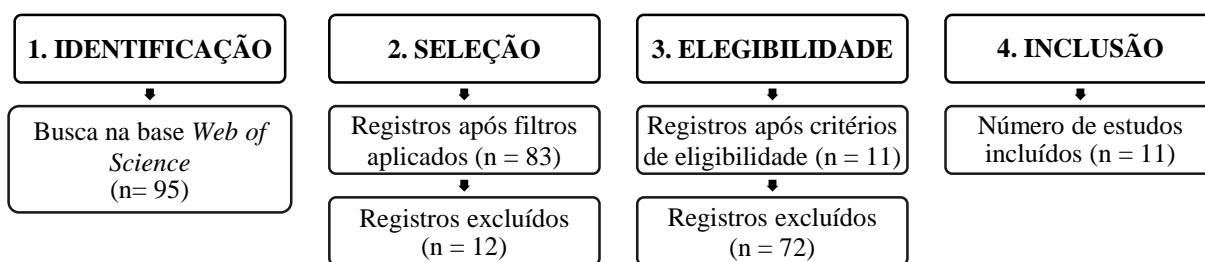 1. IDENTIFICAÇÃO
Busca na base Web of
Science
(n= 95)
2. SELEÇÃO
Registros após filtros
aplicados (n = 83)
Registros excluídos
(n = 12)
3. ELEGIBILIDADE
Registros após critérios
de eligibilidade (n = 11)
Registros excluídos
(n = 72)
4. INCLUSÃO
Número de estudos
incluídos (n = 11)